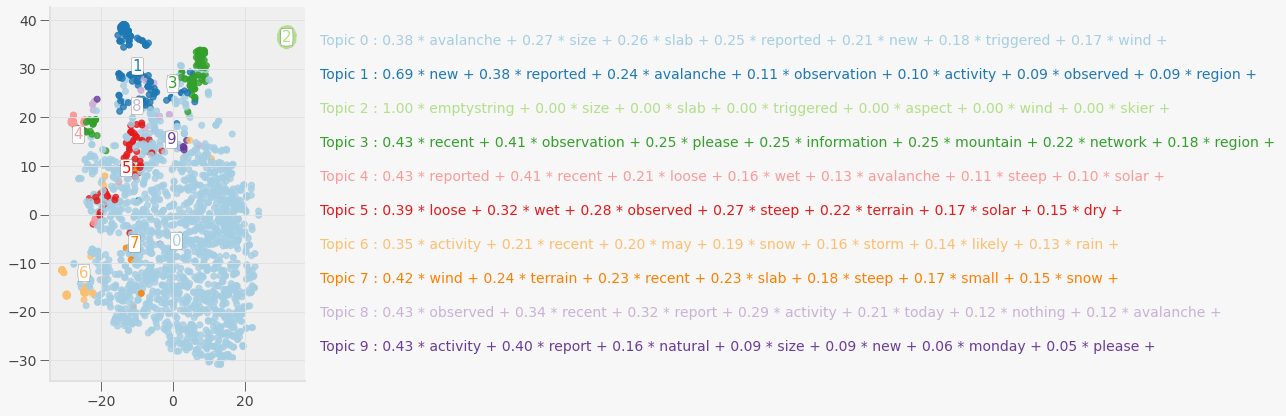 40
30
20
10
0
−10
−20
−30
−20
0
20
2
1
3
8
4
9
5
7
0
6
Topic 0 : 0.38 * avalanche + 0.27 * size + 0.26 * slab + 0.25 * reported + 0.21 * new + 0.18 * triggered + 0.17 * wind +
Topic 1 : 0.69 * new + 0.38 * reported + 0.24 * avalanche + 0.11 * observation + 0.10 * activity + 0.09 * observed + 0.09 * region +
Topic 2 : 1.00 * emptystring + 0.00 * size + 0.00 * slab + 0.00 * triggered + 0.00 * aspect + 0.00 * wind + 0.00 * skier +
Topic 3 : 0.43 * recent + 0.41 * observation + 0.25 * please + 0.25 * information + 0.25 * mountain + 0.22 * network + 0.18 * region +
Topic 4 : 0.43 * reported + 0.41 * recent + 0.21 * loose + 0.16 * wet + 0.13 * avalanche + 0.11 * steep + 0.10 * solar +
Topic 5 : 0.39 * loose + 0.32 * wet + 0.28 * observed + 0.27 * steep + 0.22 * terrain + 0.17 * solar + 0.15 * dry +
Topic 6 : 0.35 * activity + 0.21 * recent + 0.20 * may + 0.19 * snow + 0.16 * storm + 0.14 * likely + 0.13 * rain +
Topic 7 : 0.42 * wind + 0.24 * terrain + 0.23 * recent + 0.23 * slab + 0.18 * steep + 0.17 * small + 0.15 * snow +
Topic 8 : 0.43 * observed + 0.34 * recent + 0.32 * report + 0.29 * activity + 0.21 * today + 0.12 * nothing + 0.12 * avalanche +
Topic 9 : 0.43 * activity + 0.40 * report + 0.16 * natural + 0.09 * size + 0.09 * new + 0.06 * monday + 0.05 * please +